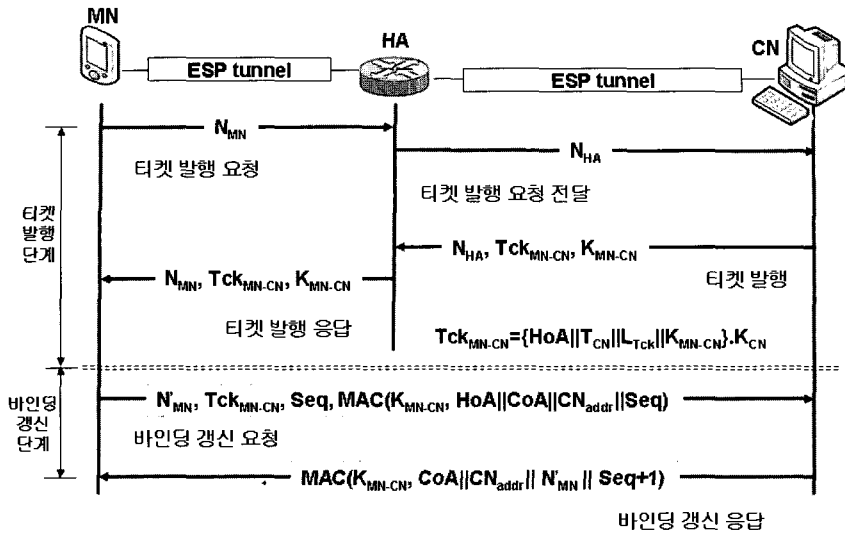 MN
HA
CN
ESP tunnel
ESP tunnel
N_MN
티켓 발행 요청
N_HA
티켓 발행 요청 전달
티켓
발행
단계
N_HA, Tck_MN-CN, K_MN-CN
티켓 발행
N_MN, Tck_MN-CN, K_MN-CN
티켓 발행 응답
Tck_MN-CN={HoA||T_CN||L_Tck||K_MN-CN}.K_CN
바인딩
갱신
단계
N'_MN, Tck_MN-CN, Seq, MAC(K_MN-CN, HoA||CoA||CN_addr||Seq)
바인딩 갱신 요청
MAC(K_MN-CN, CoA||CN_addr|| N'_MN || Seq+1)
바인딩 갱신 응답